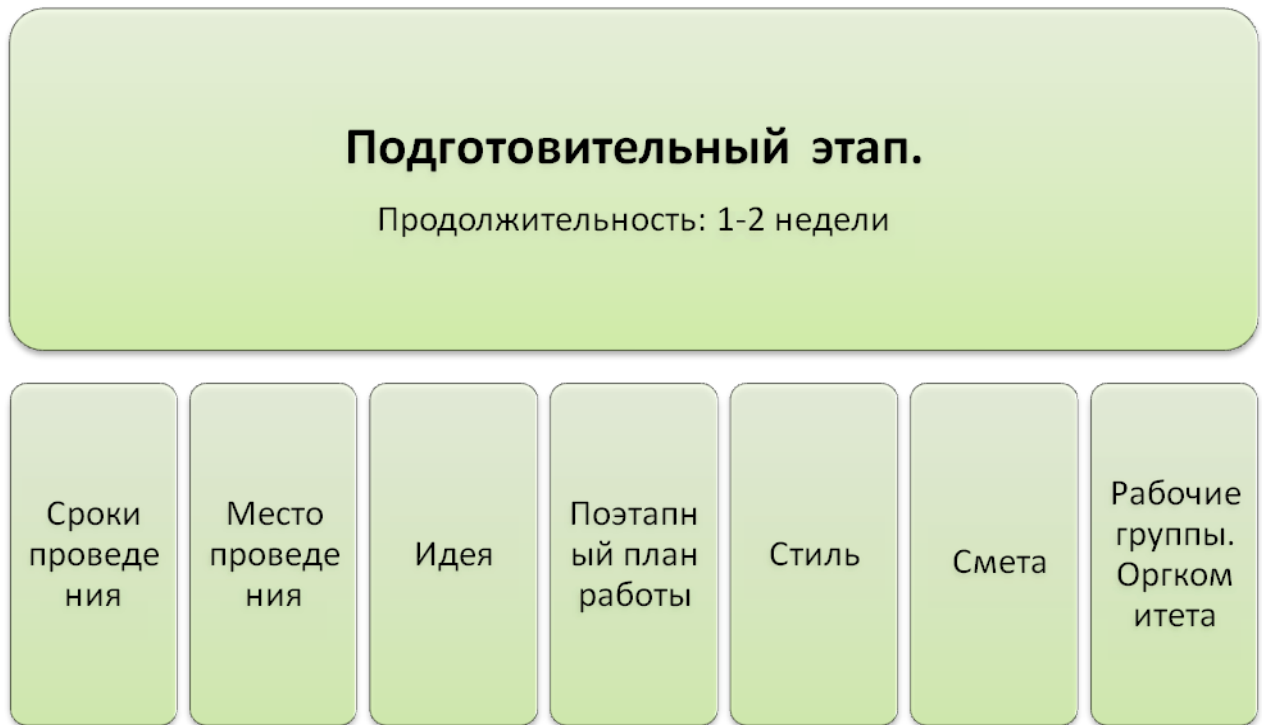 Подготовительный этап.
Продолжительность: 1-2 недели
Сроки
проведе
ния
Место
проведе
ния
Идея
Поэтапн
ый план
работы
Стиль
Смета
Рабочие
группы.
Оргком
итета